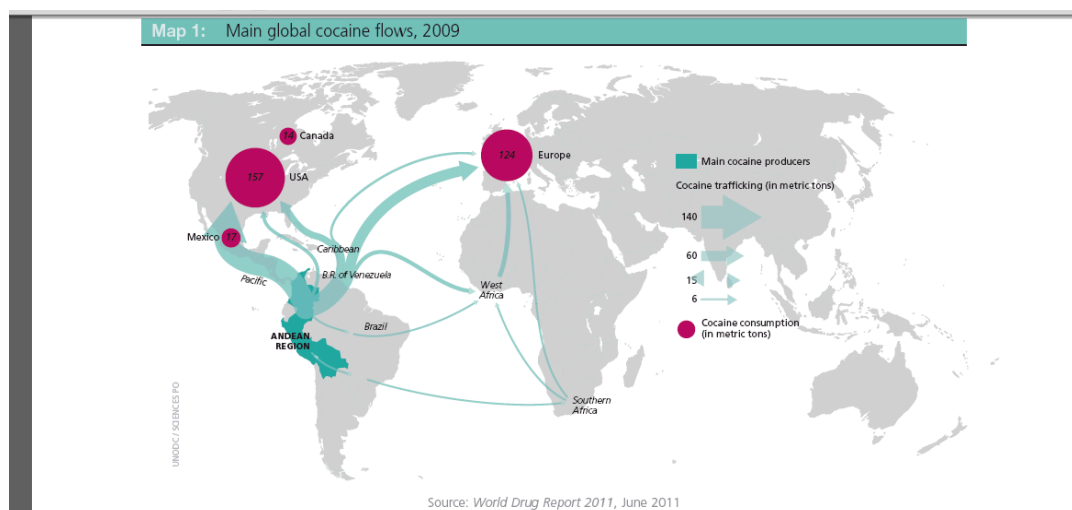 Map 1: Main global cocaine flows, 2009
14 Canada
124 Europe
157 USA
Main cocaine producers
Cocaine trafficking (in metric tons)
140
Mexico 17
Caribbean
60
Pacific
B.R. of Venezuela
15
West
Africa
6
Brazil
Cocaine consumption
(in metric tons)
ANDEAN
REGION
Southern
Africa
UNODC / SCIENCES PO
Source: World Drug Report 2011, June 2011